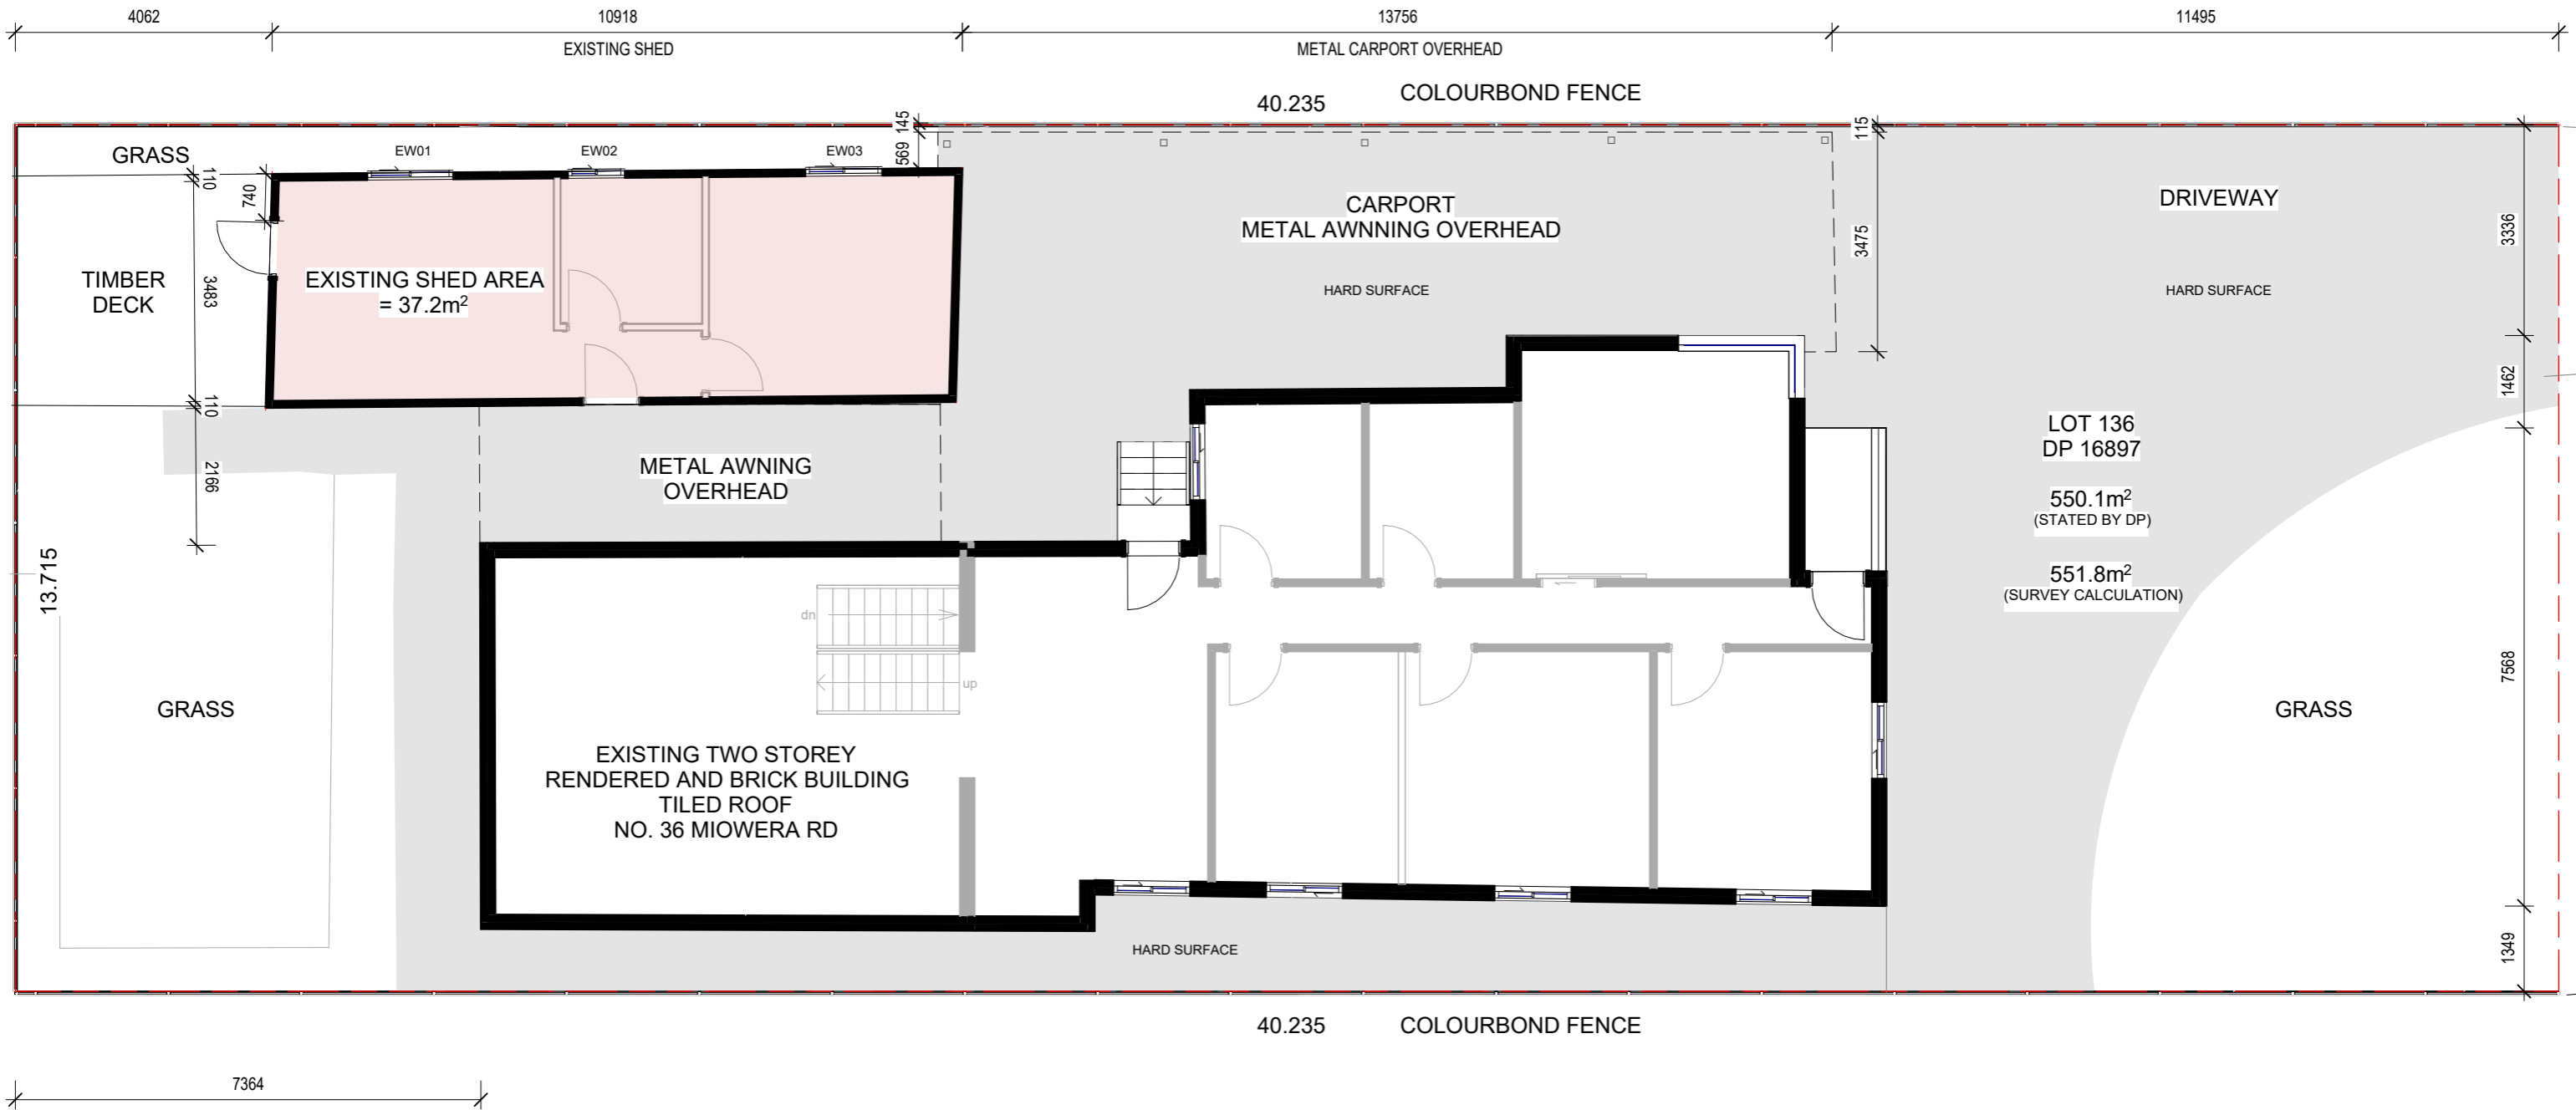 4062
10918
13756
11495
EXISTING SHED
METAL CARPORT OVERHEAD
40.235
COLOURBOND FENCE
145
569
115
GRASS
EW01
EW02
EW03
110
740
CARPORT
METAL AWNNING OVERHEAD
DRIVEWAY
3336
3475
TIMBER
DECK
3483
EXISTING SHED AREA
= 37.2m²
HARD SURFACE
HARD SURFACE
1462
110
LOT 136
DP 16897
2166
METAL AWNING
OVERHEAD
550.1m²
(STATED BY DP)
13.715
551.8m²
(SURVEY CALCULATION)
dn
up
7568
GRASS
GRASS
EXISTING TWO STOREY
RENDERED AND BRICK BUILDING
TILED ROOF
NO. 36 MIOWERA RD
HARD SURFACE
1349
40.235
COLOURBOND FENCE
7364